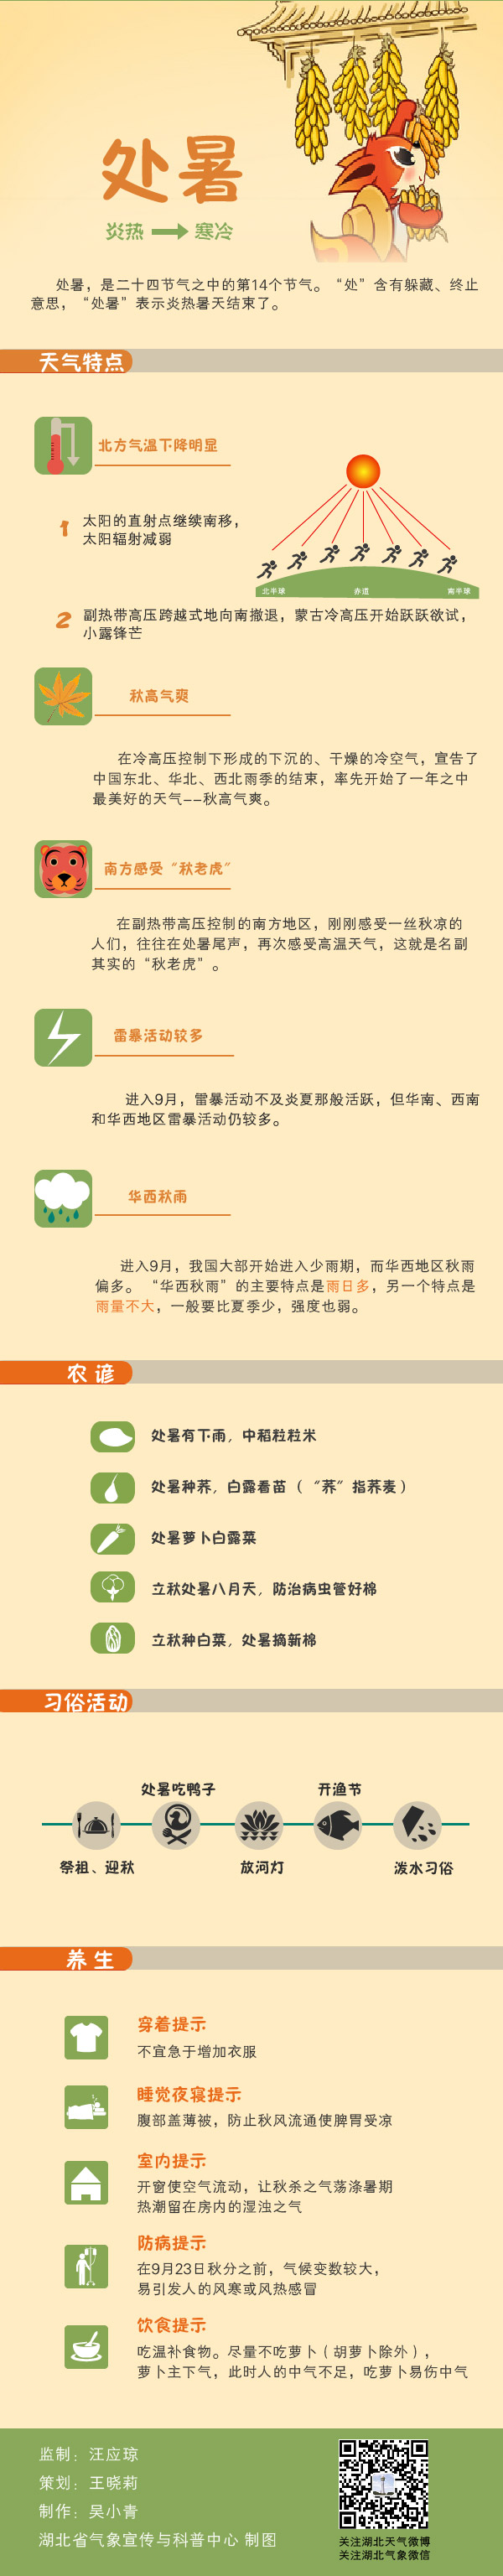 处暑
炎热 寒冷
处暑，是二十四节气之中的第14个节气。“处”含有躲藏、终止
意思，“处暑”表示炎热暑天结束了。
天气特点
北方气温下降明显
1 太阳的直射点继续南移，
太阳辐射减弱
北半球 赤道 南半球
2 副热带高压跨越式地向南撤退，蒙古冷高压开始跃跃欲试，
小露锋芒
秋高气爽
在冷高压控制下形成的下沉的、干燥的冷空气，宣告了
中国东北、华北、西北雨季的结束，率先开始了一年之中
最美好的天气--秋高气爽。
南方感受“秋老虎”
在副热带高压控制的南方地区，刚刚感受一丝秋凉的
人们，往往在处暑尾声，再次感受高温天气，这就是名副
其实的“秋老虎”。
雷暴活动较多
进入9月，雷暴活动不及炎夏那般活跃，但华南、西南
和华西地区雷暴活动仍较多。
华西秋雨
进入9月，我国大部开始进入少雨期，而华西地区秋雨
偏多。“华西秋雨”的主要特点是雨日多，另一个特点是
雨量不大，一般要比夏季少，强度也弱。
农谚
处暑有下雨，中稻粒粒米
处暑种荞，白露看苗（“荞”指荞麦）
处暑萝卜白露菜
立秋处暑八月天，防治病虫管好棉
立秋种白菜，处暑摘新棉
习俗活动
处暑吃鸭子 开渔节
祭祖、迎秋 放河灯 泼水习俗
养生
穿着提示
不宜急于增加衣服
睡觉夜寝提示
腹部盖薄被，防止秋风流通使脾胃受凉
室内提示
开窗使空气流动，让秋杀之气荡涤暑期
热潮留在房内的湿浊之气
防病提示
在9月23日秋分之前，气候变数较大，
易引发人的风寒或风热感冒
饮食提示
吃温补食物。尽量不吃萝卜（胡萝卜除外），
萝卜主下气，此时人的中气不足，吃萝卜易伤中气
监制：汪应琼
策划：王晓莉
制作：吴小青
湖北省气象宣传与科普中心 制图
关注湖北天气微博
关注湖北气象微信